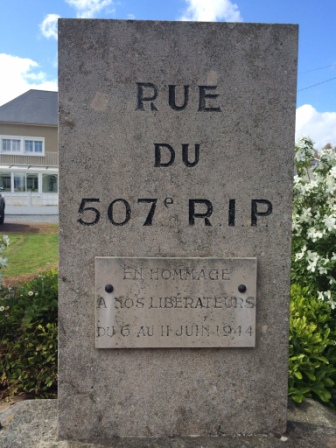 RUE
DU
507e R.I.P
EN HOMMAGE
A NOS LIBÉRATEURS
DU 6 AU 11 JUIN 1944